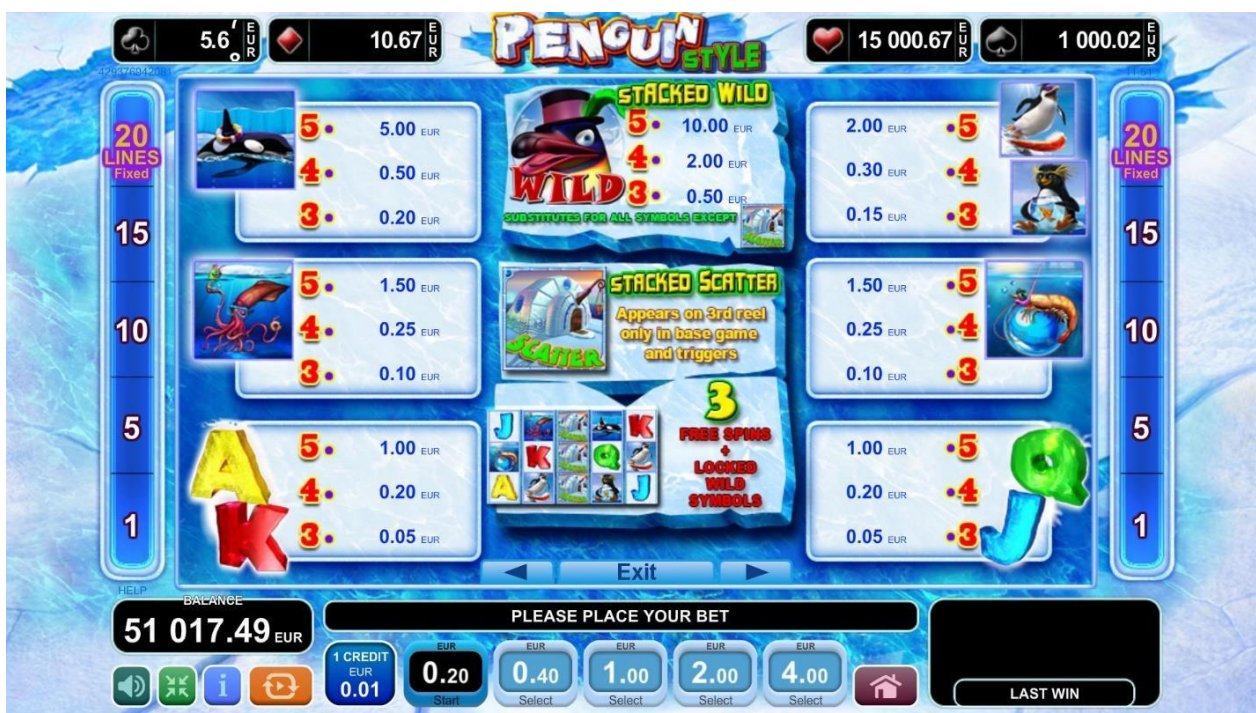 5.6 EUR
10.67 EUR
PENGUIN
STYLE
15 000.67 EUR
1 000.02 EUR
20
LINES
Fixed
15
10
5
1
HELP
5 5.00 EUR
4 0.50 EUR
3 0.20 EUR
STACKED WILD
5 10.00 EUR
4 2.00 EUR
3 0.50 EUR
WILD
SUBSTITUTES FOR ALL SYMBOLS EXCEPT
SCATTER
2.00 EUR 5
0.30 EUR 4
0.15 EUR 3
5 1.50 EUR
4 0.25 EUR
3 0.10 EUR
STACKED SCATTER
Appears on 3rd reel
only in base game
and triggers
SCATTER
1.50 EUR 5
0.25 EUR 4
0.10 EUR 3
A
K
5 1.00 EUR
4 0.20 EUR
3 0.05 EUR
J K
K Q
A J
3
FREE SPINS
+
LOCKED
WILD
SYMBOLS
1.00 EUR 5
0.20 EUR 4
0.05 EUR 3
Q
J
20
LINES
Fixed
15
10
5
1
Exit
BALANCE
51 017.49 EUR
PLEASE PLACE YOUR BET
1 CREDIT
EUR
0.01
EUR
0.20
Start
EUR
0.40
Select
EUR
1.00
Select
EUR
2.00
Select
EUR
4.00
Select
i
LAST WIN